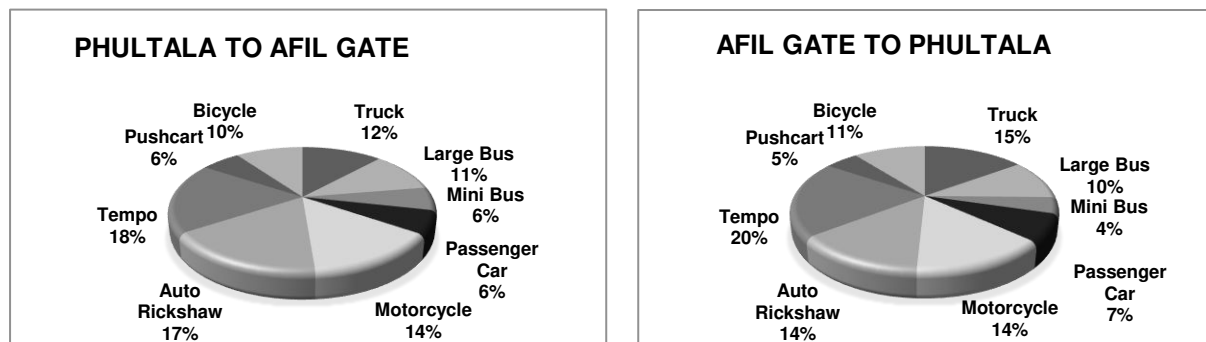 PHULTALA TO AFIL GATE
Bicycle
10%
Truck
12%
Pushcart
6%
Large Bus
11%
Mini Bus
6%
Tempo
18%
Passenger
Car
6%
Auto
Rickshaw
17%
Motorcycle
14%
AFIL GATE TO PHULTALA
Bicycle
11%
Truck
15%
Pushcart
5%
Large Bus
10%
Mini Bus
4%
Tempo
20%
Passenger
Car
7%
Auto
Rickshaw
14%
Motorcycle
14%